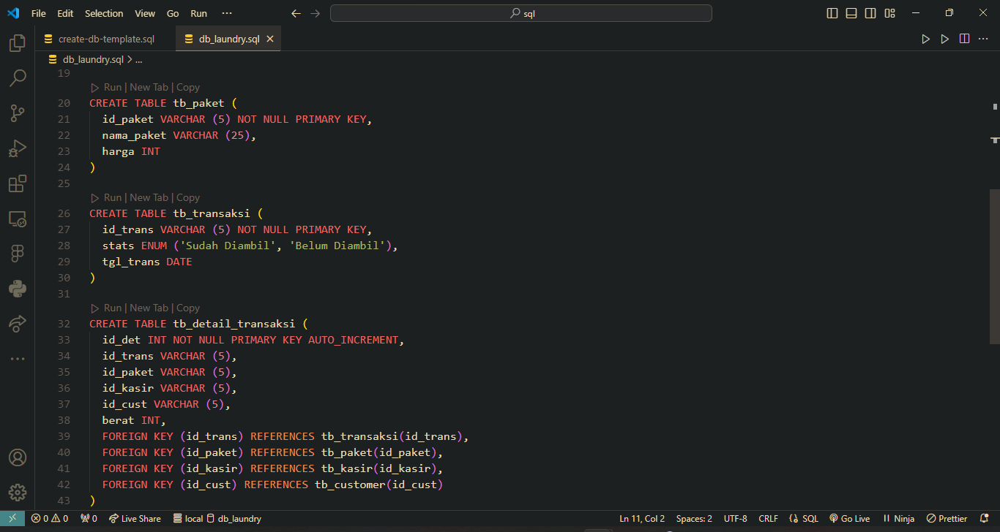 File Edit Selection View Go Run ···
sql
create-db-template.sql
db_laundry.sql
db_laundry.sql > ...
19
Run | New Tab | Copy
20 CREATE TABLE tb_paket (
21 id_paket VARCHAR (5) NOT NULL PRIMARY KEY,
22 nama_paket VARCHAR (25),
23 harga INT
24 )
25
Run | New Tab | Copy
26 CREATE TABLE tb_transaksi (
27 id_trans VARCHAR (5) NOT NULL PRIMARY KEY,
28 stats ENUM ('Sudah Diambil', 'Belum Diambil'),
29 tgl_trans DATE
30 )
31
Run | New Tab | Copy
32 CREATE TABLE tb_detail_transaksi (
33 id_det INT NOT NULL PRIMARY KEY AUTO_INCREMENT,
34 id_trans VARCHAR (5),
35 id_paket VARCHAR (5),
36 id_kasir VARCHAR (5),
37 id_cust VARCHAR (5),
38 berat INT,
39 FOREIGN KEY (id_trans) REFERENCES tb_transaksi(id_trans),
40 FOREIGN KEY (id_paket) REFERENCES tb_paket(id_paket),
41 FOREIGN KEY (id_kasir) REFERENCES tb_kasir(id_kasir),
42 FOREIGN KEY (id_cust) REFERENCES tb_customer(id_cust)
43 )
0 0 0 Live Share local db_laundry Ln 11, Col 2 Spaces: 2 UTF-8 CRLF SQL Go Live Ninja Prettier